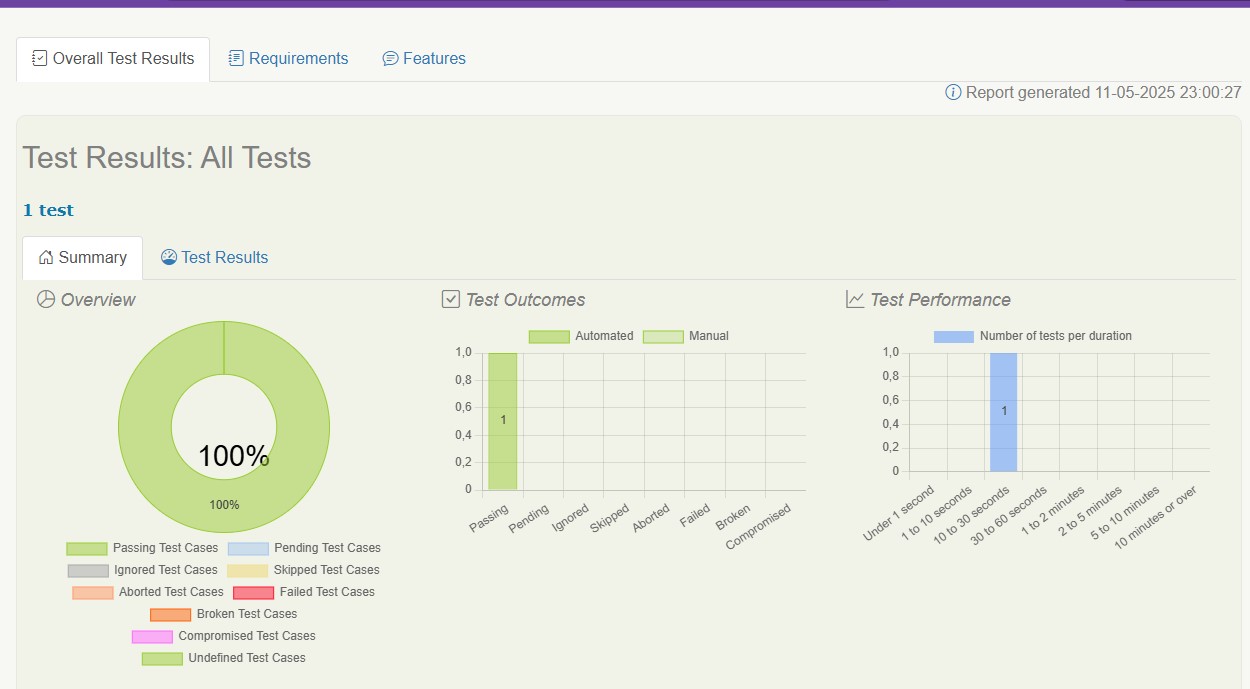 Overall Test Results Requirements Features
Report generated 11-05-2025 23:00:27
Test Results: All Tests
1 test
Summary Test Results
Overview
100%
100%
Passing Test Cases Pending Test Cases
Ignored Test Cases Skipped Test Cases
Aborted Test Cases Failed Test Cases
Broken Test Cases
Compromised Test Cases
Undefined Test Cases
Test Outcomes
Automated Manual
1,0
0,8
0,6
0,4
0,2
0
1
Passing Pending Ignored Skipped Aborted Failed Broken Compromised
Test Performance
Number of tests per duration
1,0
0,8
0,6
0,4
0,2
0
1
Under 1 second 1 to 10 seconds 10 to 30 seconds 30 to 60 seconds 1 to 2 minutes 2 to 5 minutes 5 to 10 minutes 10 minutes or over